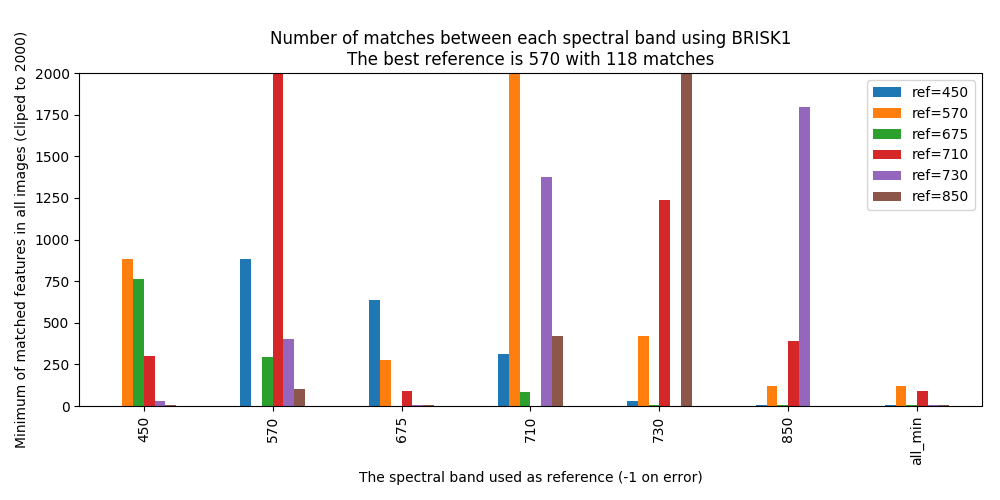 Number of matches between each spectral band using BRISK1
The best reference is 570 with 118 matches
Minimum of matched features in all images (cliped to 2000)
2000
1750
1500
1250
1000
750
500
250
0
ref=450
ref=570
ref=675
ref=710
ref=730
ref=850
450
570
675
710
730
850
all_min
The spectral band used as reference (-1 on error)